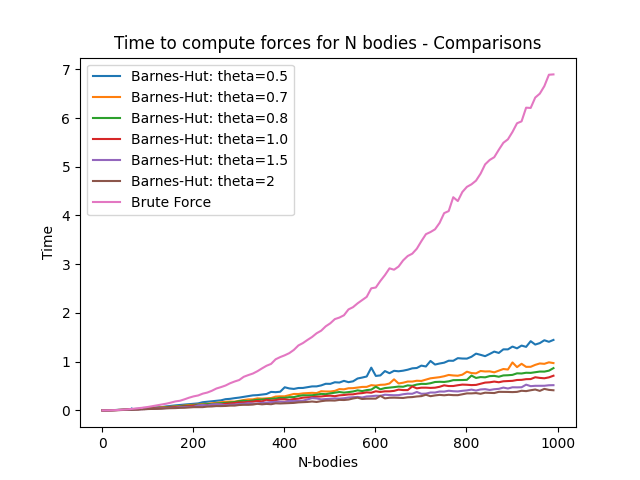 Time to compute forces for N bodies - Comparisons
7
6
5
4
3
2
1
0
Time
Barnes-Hut: theta=0.5
Barnes-Hut: theta=0.7
Barnes-Hut: theta=0.8
Barnes-Hut: theta=1.0
Barnes-Hut: theta=1.5
Barnes-Hut: theta=2
Brute Force
0 200 400 600 800 1000
N-bodies